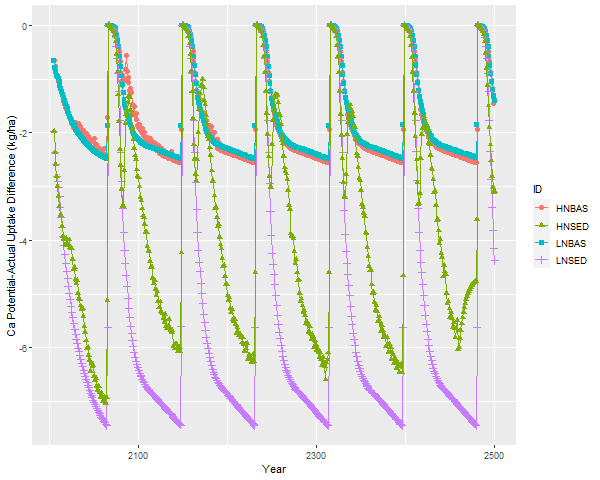 Ca Potential-Actual Uptake Difference (kg/ha)
0
-2
-4
-6
2100
2300
2500
Year
ID
HNBAS
HNSED
LNBAS
LNSED